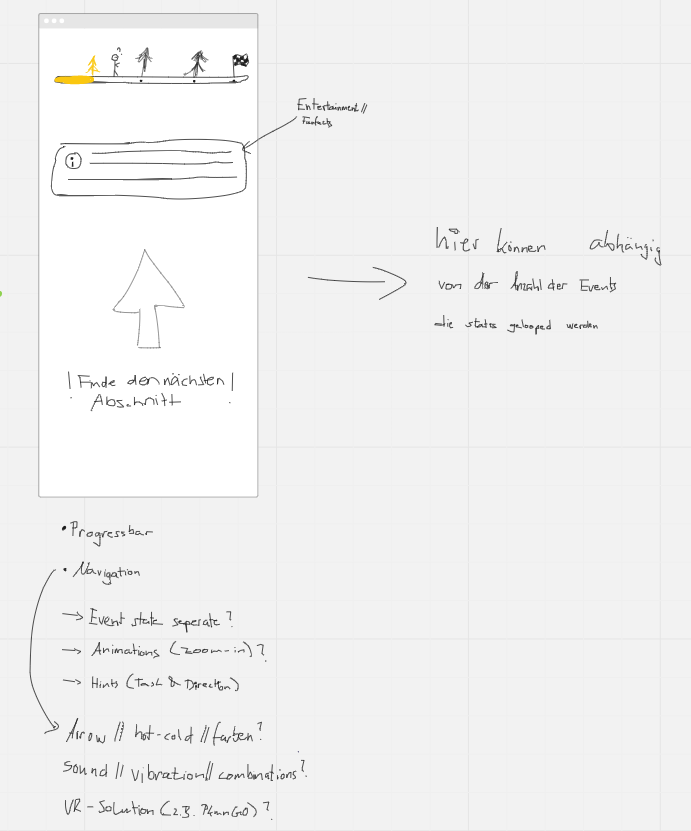 Entertainment//
Funfacts
i
hier können abhängig
von der Anzahl der Events
die states gelooped werden
! Finde den nächsten !
Abschnitt
• Progressbar
• Navigation
→ Event state seperate?
→ Animations (Zoom-in)?
→ Hints (Task & Direction)
Arrow // hot-cold // farben?
Sound // vibration // combinations?
VR-Solution (z.B. PkmnGO)?